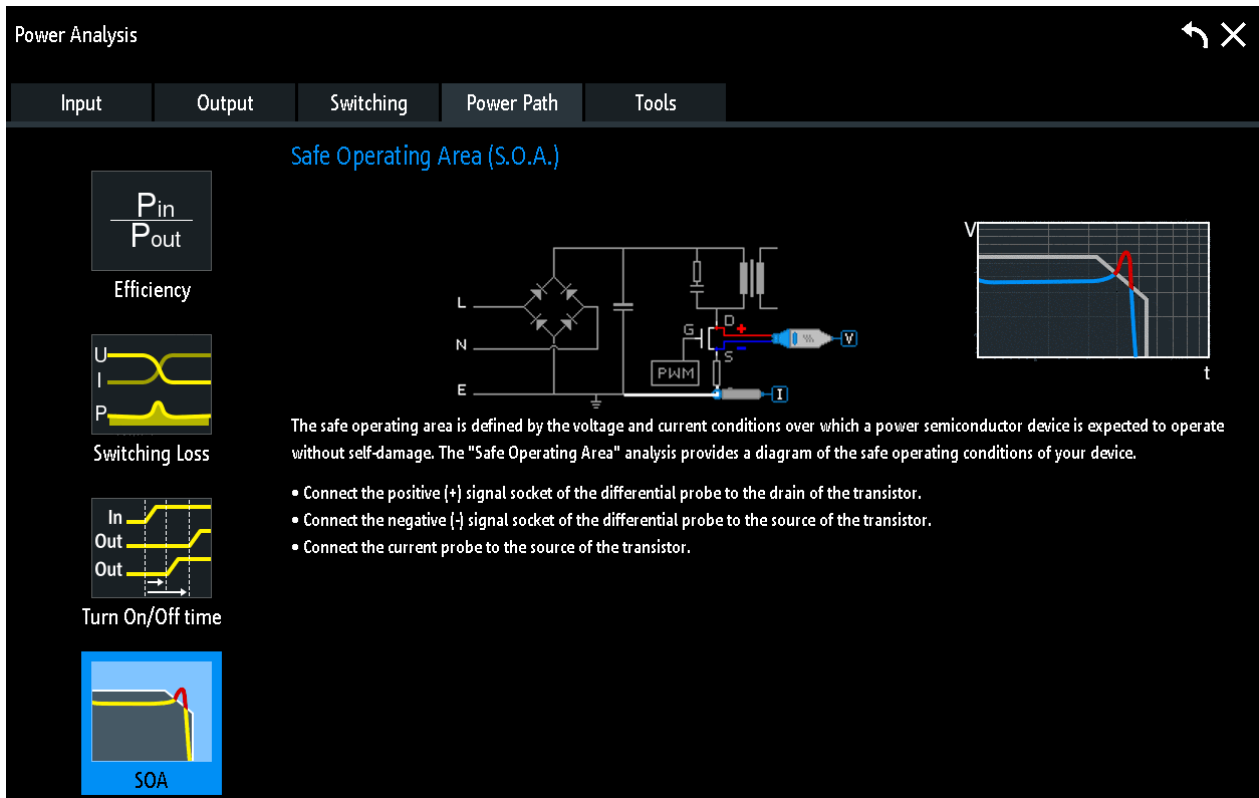 Power Analysis
Input
Output
Switching
Power Path
Tools
Safe Operating Area (S.O.A.)
Pin
Pout
Efficiency
U
I
P
Switching Loss
In
Out
Out
Turn On/Off time
SOA
L
N
E
G
D
+
-
S
PWM
V
I
V
t
The safe operating area is defined by the voltage and current conditions over which a power semiconductor device is expected to operate
without self-damage. The "Safe Operating Area" analysis provides a diagram of the safe operating conditions of your device.
• Connect the positive (+) signal socket of the differential probe to the drain of the transistor.
• Connect the negative (-) signal socket of the differential probe to the source of the transistor.
• Connect the current probe to the source of the transistor.